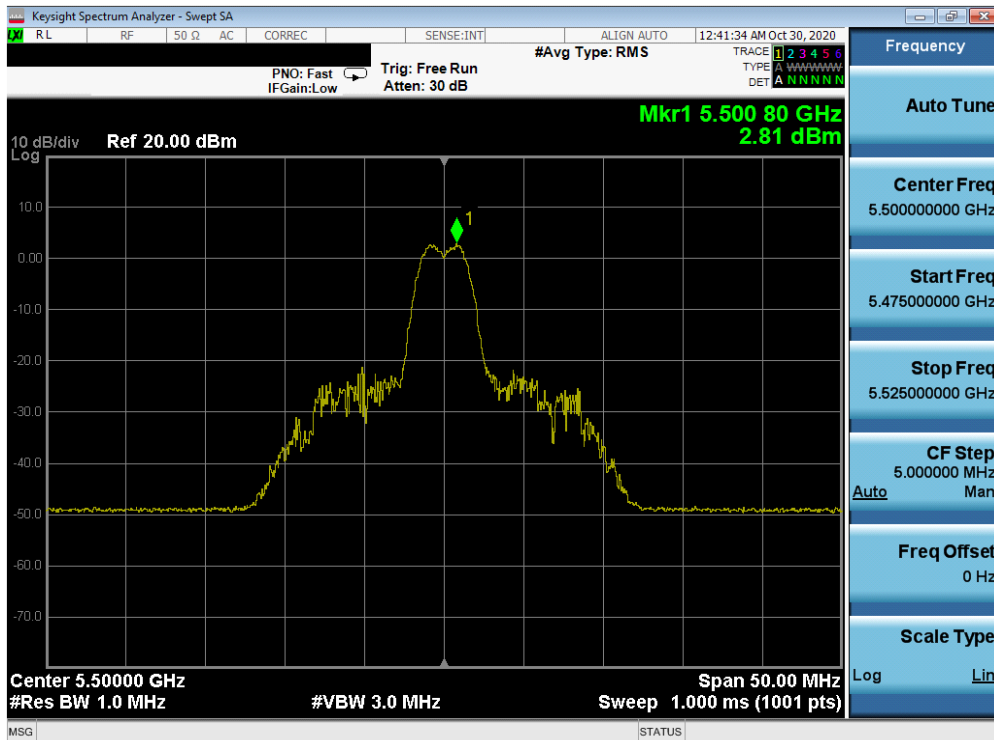 Keysight Spectrum Analyzer - Swept SA
LXI RL RF 50 Ω AC CORREC SENSE:INT ALIGN AUTO 12:41:34 AM Oct 30, 2020
PNO: Fast Trig: Free Run #Avg Type: RMS TRACE 1 2 3 4 5 6
IFGain:Low Atten: 30 dB TYPE A WWWWW
DET A N N N N N
Mkr1 5.500 80 GHz
2.81 dBm
10 dB/div Ref 20.00 dBm
Log
1
10.0
0.00
-10.0
-20.0
-30.0
-40.0
-50.0
-60.0
-70.0
Center 5.50000 GHz Span 50.00 MHz
#Res BW 1.0 MHz #VBW 3.0 MHz Sweep 1.000 ms (1001 pts)
MSG STATUS
Frequency
Auto Tune
Center Freq
5.500000000 GHz
Start Freq
5.475000000 GHz
Stop Freq
5.525000000 GHz
CF Step
5.000000 MHz
Auto Man
Freq Offset
0 Hz
Scale Type
Log Lin